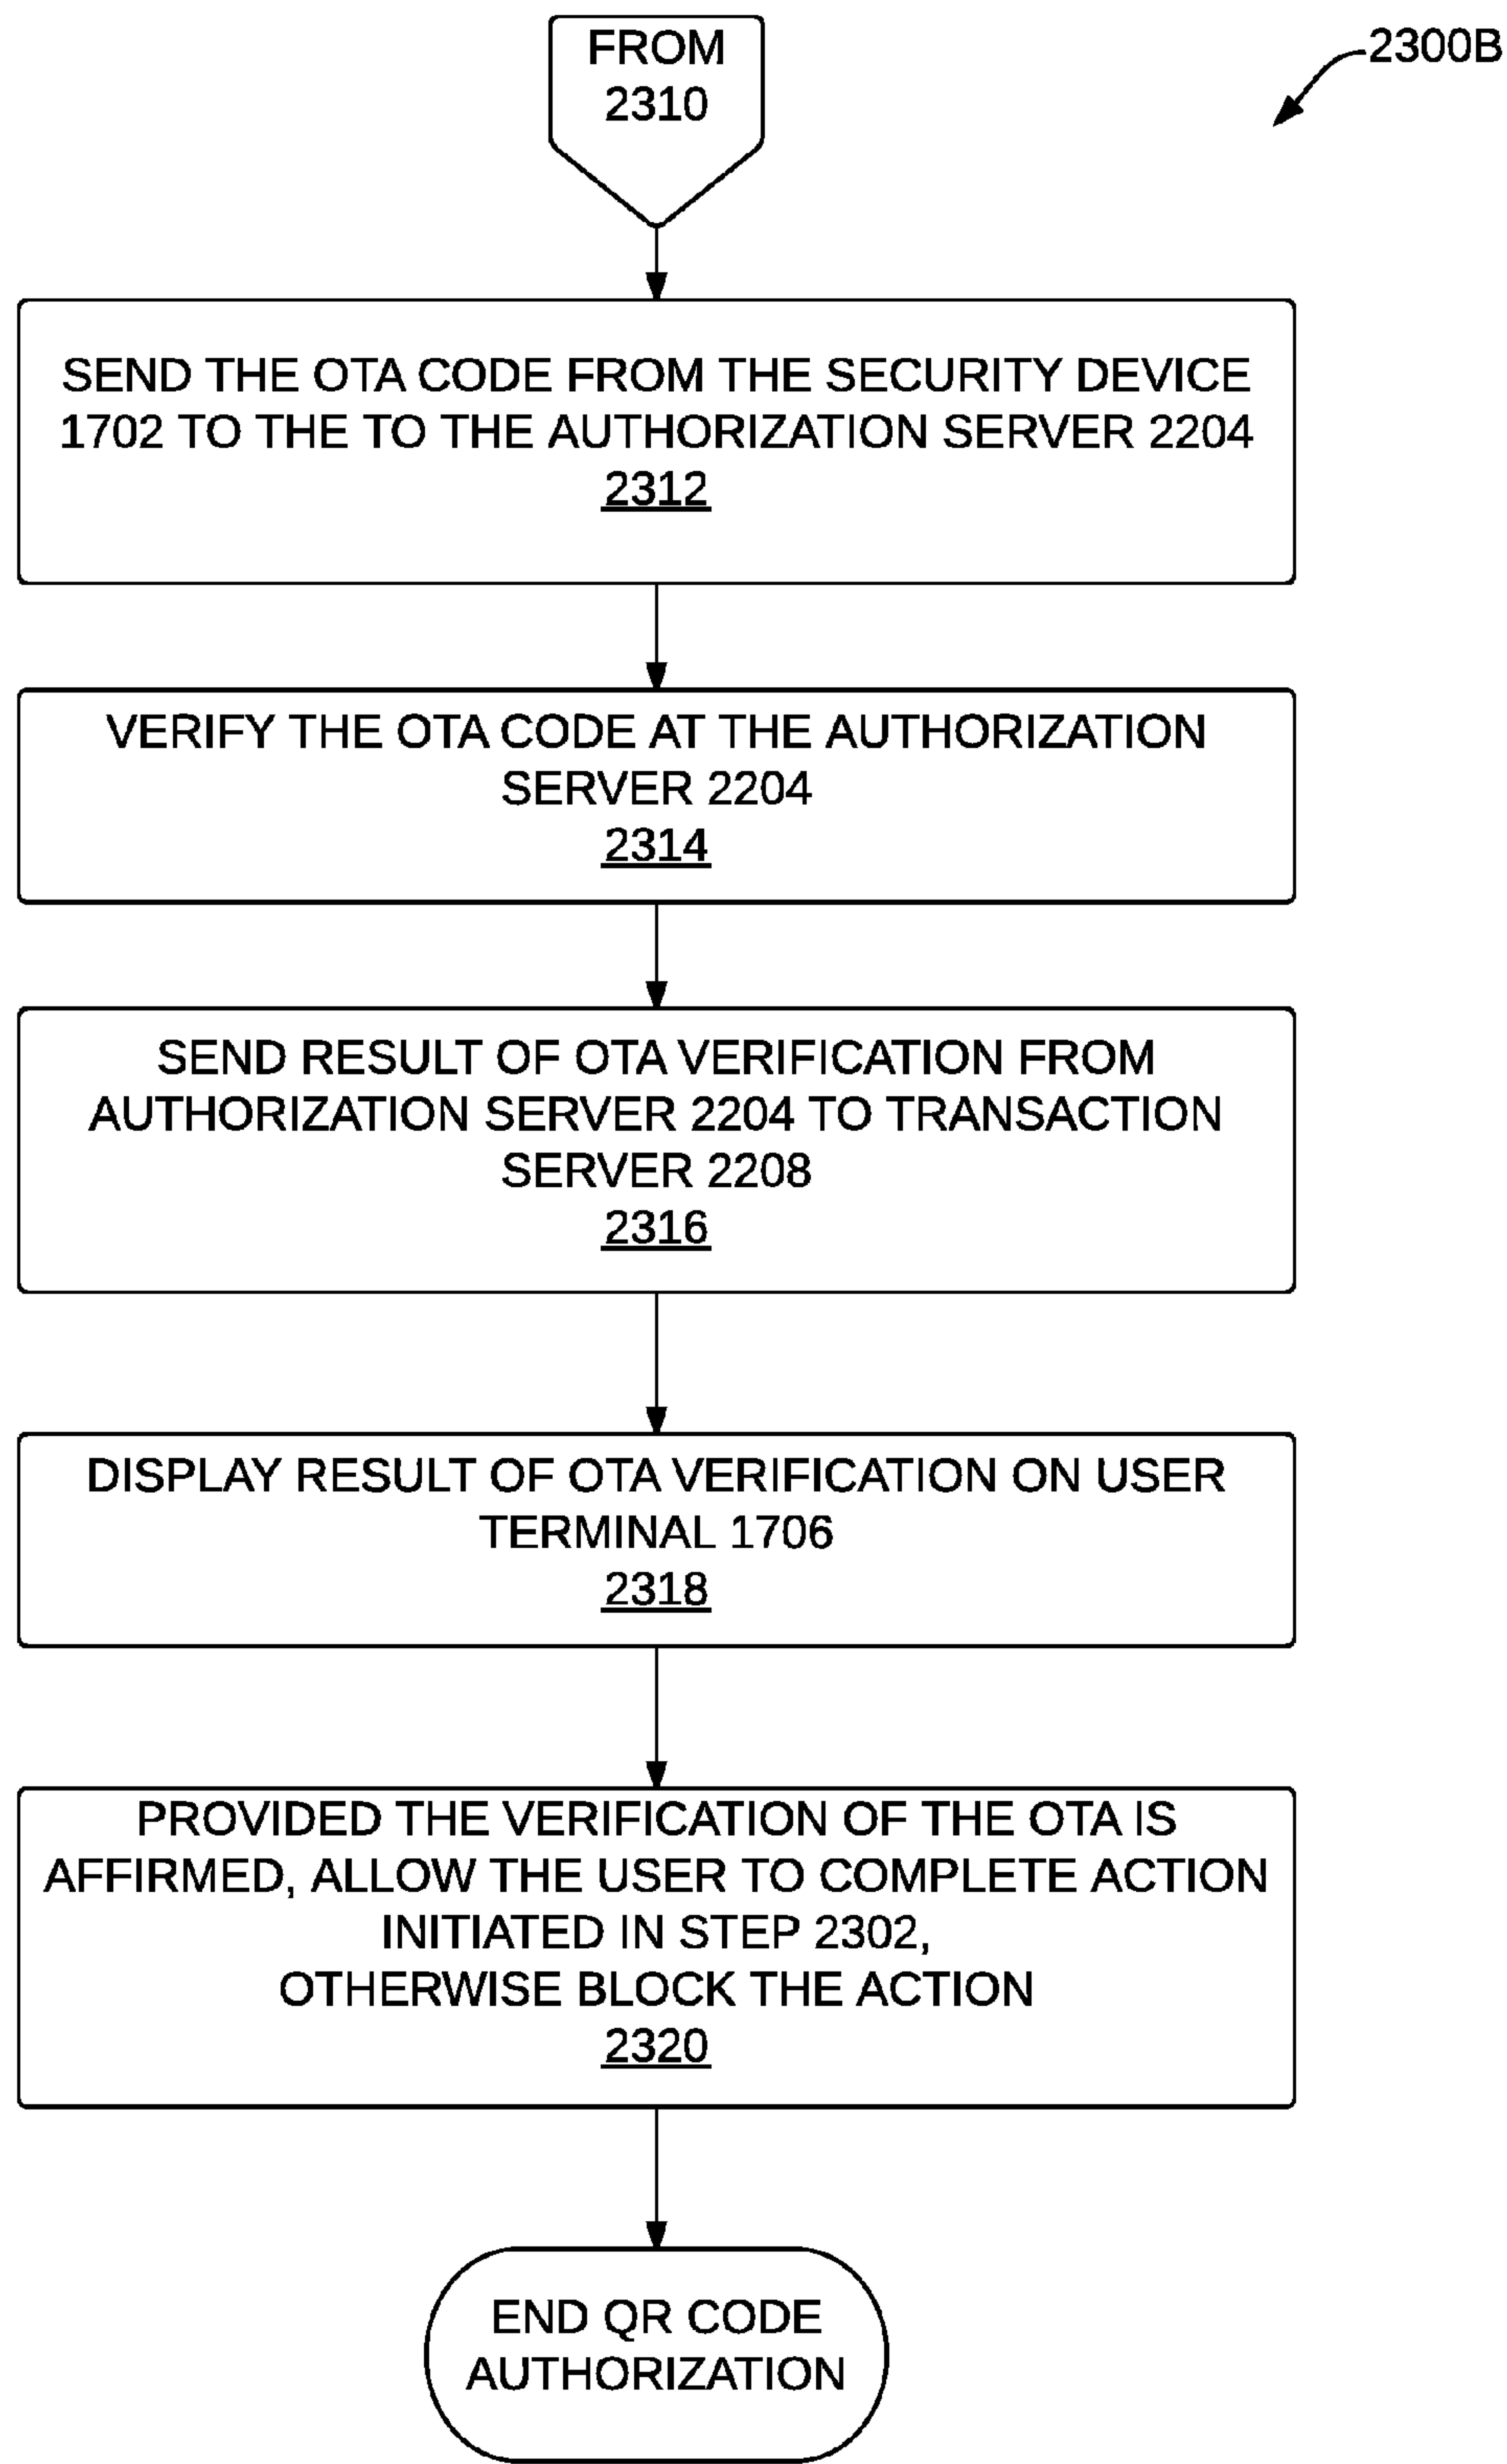 FROM
2310
2300B
SEND THE OTA CODE FROM THE SECURITY DEVICE
1702 TO THE TO THE AUTHORIZATION SERVER 2204
2312
VERIFY THE OTA CODE AT THE AUTHORIZATION
SERVER 2204
2314
SEND RESULT OF OTA VERIFICATION FROM
AUTHORIZATION SERVER 2204 TO TRANSACTION
SERVER 2208
2316
DISPLAY RESULT OF OTA VERIFICATION ON USER
TERMINAL 1706
2318
PROVIDED THE VERIFICATION OF THE OTA IS
AFFIRMED, ALLOW THE USER TO COMPLETE ACTION
INITIATED IN STEP 2302,
OTHERWISE BLOCK THE ACTION
2320
END QR CODE
AUTHORIZATION